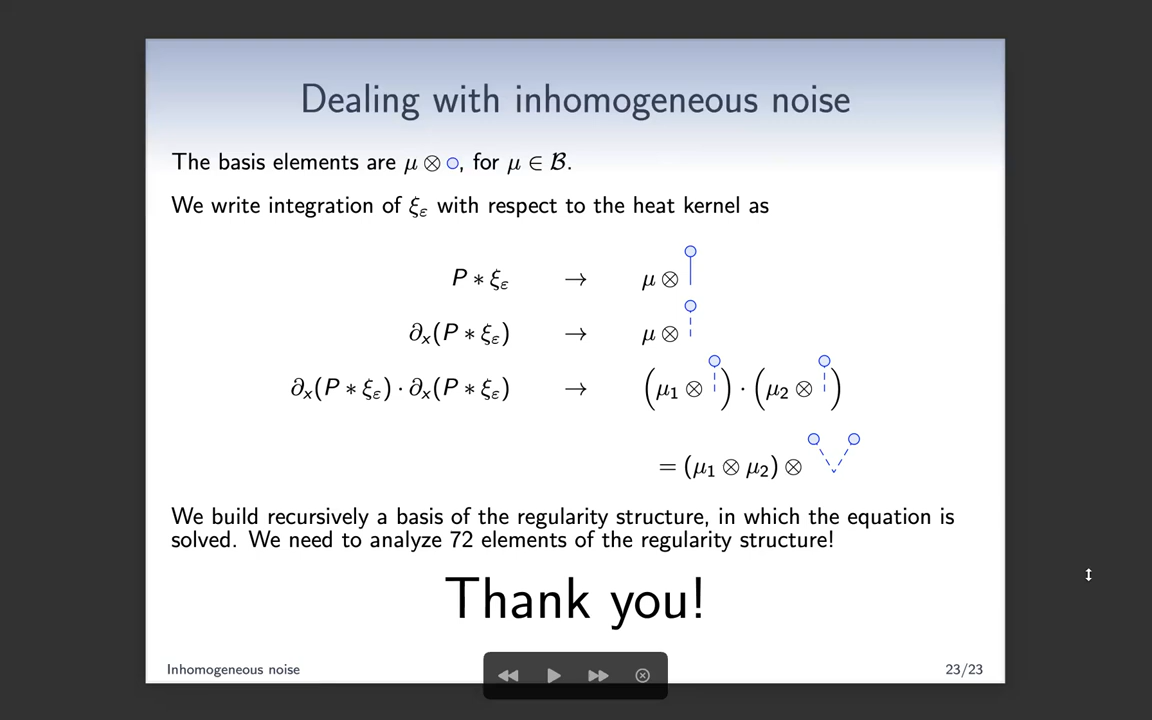 Dealing with inhomogeneous noise
The basis elements are μ ⊗ ○, for μ ∈ ℬ.
We write integration of ξ_ε with respect to the heat kernel as
P ∗ ξ_ε → μ ⊗
∂_x(P ∗ ξ_ε) → μ ⊗
∂_x(P ∗ ξ_ε) · ∂_x(P ∗ ξ_ε) → (μ₁ ⊗ ) · (μ₂ ⊗ )
= (μ₁ ⊗ μ₂) ⊗
We build recursively a basis of the regularity structure, in which the equation is
solved. We need to analyze 72 elements of the regularity structure!
Thank you!
Inhomogeneous noise 23/23